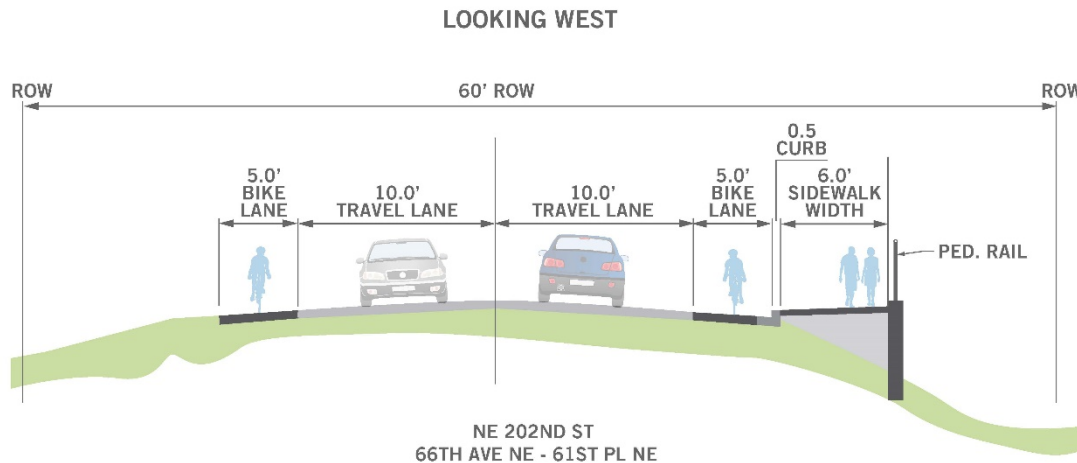 LOOKING WEST
ROW
60' ROW
ROW
0.5
CURB
5.0'
BIKE
LANE
10.0'
TRAVEL LANE
10.0'
TRAVEL LANE
5.0'
BIKE
LANE
6.0'
SIDEWALK
WIDTH
PED. RAIL
NE 202ND ST
66TH AVE NE - 61ST PL NE